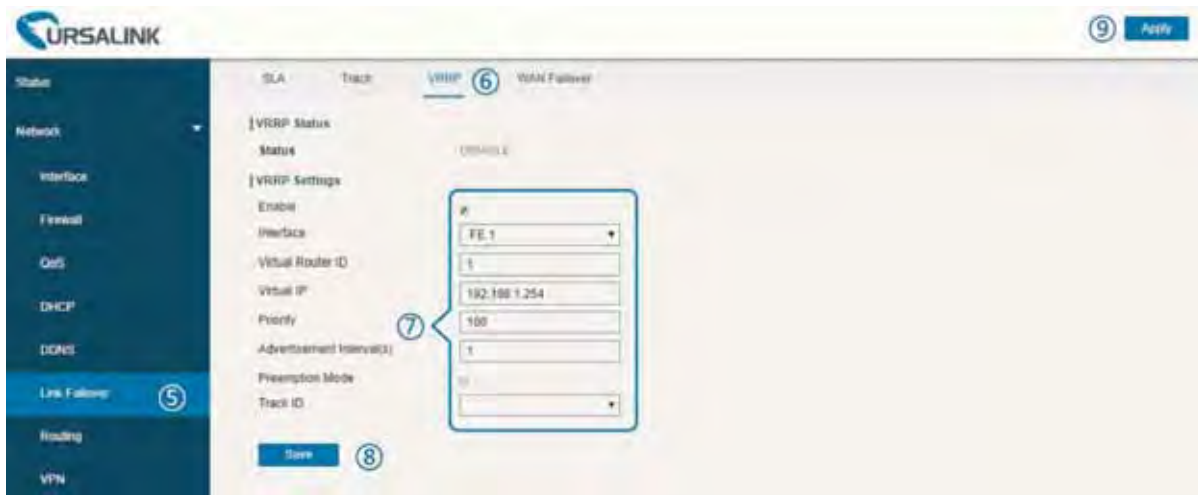 URSALINK
⑨ Apply
Status
Network
Interface
Firewall
QoS
DHCP
DDNS
Link Failover ⑤
Routing
VPN
SLA Track VRRP ⑥ WAN Failover
VRRP Status
Status DISABLE
VRRP Settings
Enable
Interface FE 1
Virtual Router ID 1
Virtual IP 192.168.1.254
Priority 100
⑦
Advertisement Interval(s) 1
Preemption Mode
Track ID
Save ⑧